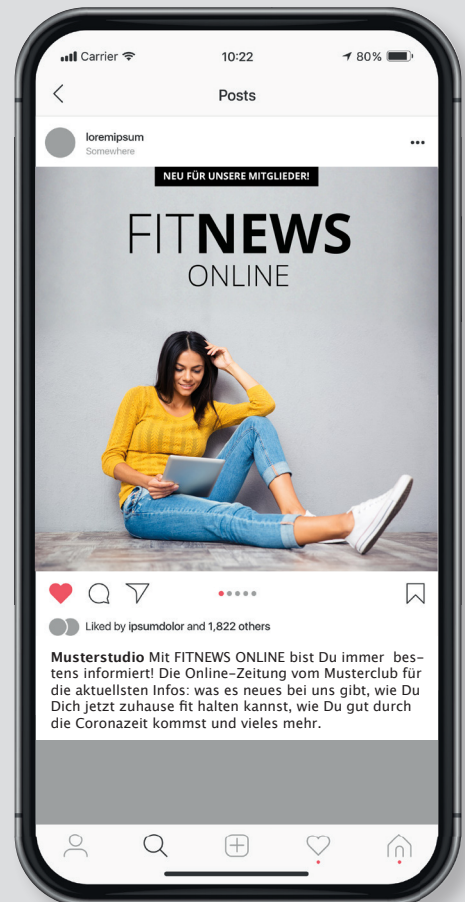 Carrier 10:22 80%
Posts
loremipsum
Somewhere
NEU FÜR UNSERE MITGLIEDER!
FITNEWS
ONLINE
Liked by ipsumdolor and 1,822 others
Musterstudio Mit FITNEWS ONLINE bist Du immer bes-
tens informiert! Die Online-Zeitung vom Musterclub für
die aktuellsten Infos: was es neues bei uns gibt, wie Du
Dich jetzt zuhause fit halten kannst, wie Du gut durch
die Coronazeit kommst und vieles mehr.